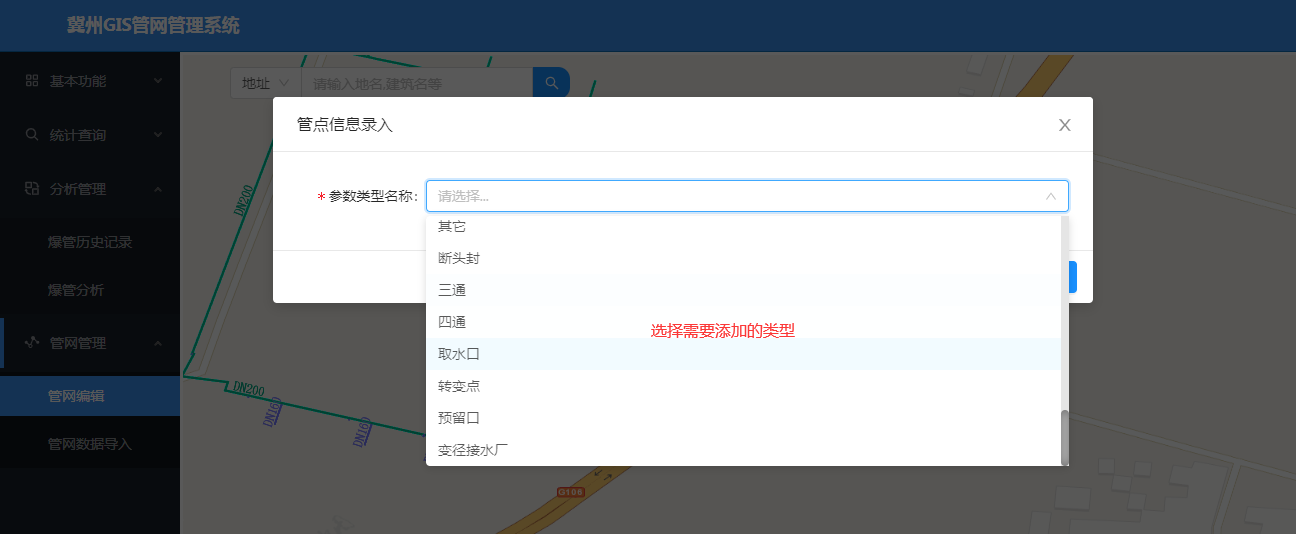 冀州GIS管网管理系统
基本功能
统计查询
分析管理
爆管历史记录
爆管分析
管网管理
管网编辑
管网数据导入
地址
请输入地名,建筑名等
管点信息录入
X
* 参数类型名称:
请选择...
其它
断头封
三通
四通
取水口
转变点
预留口
变径接水厂
选择需要添加的类型
DN200
DN200
DN160
DN160
G108